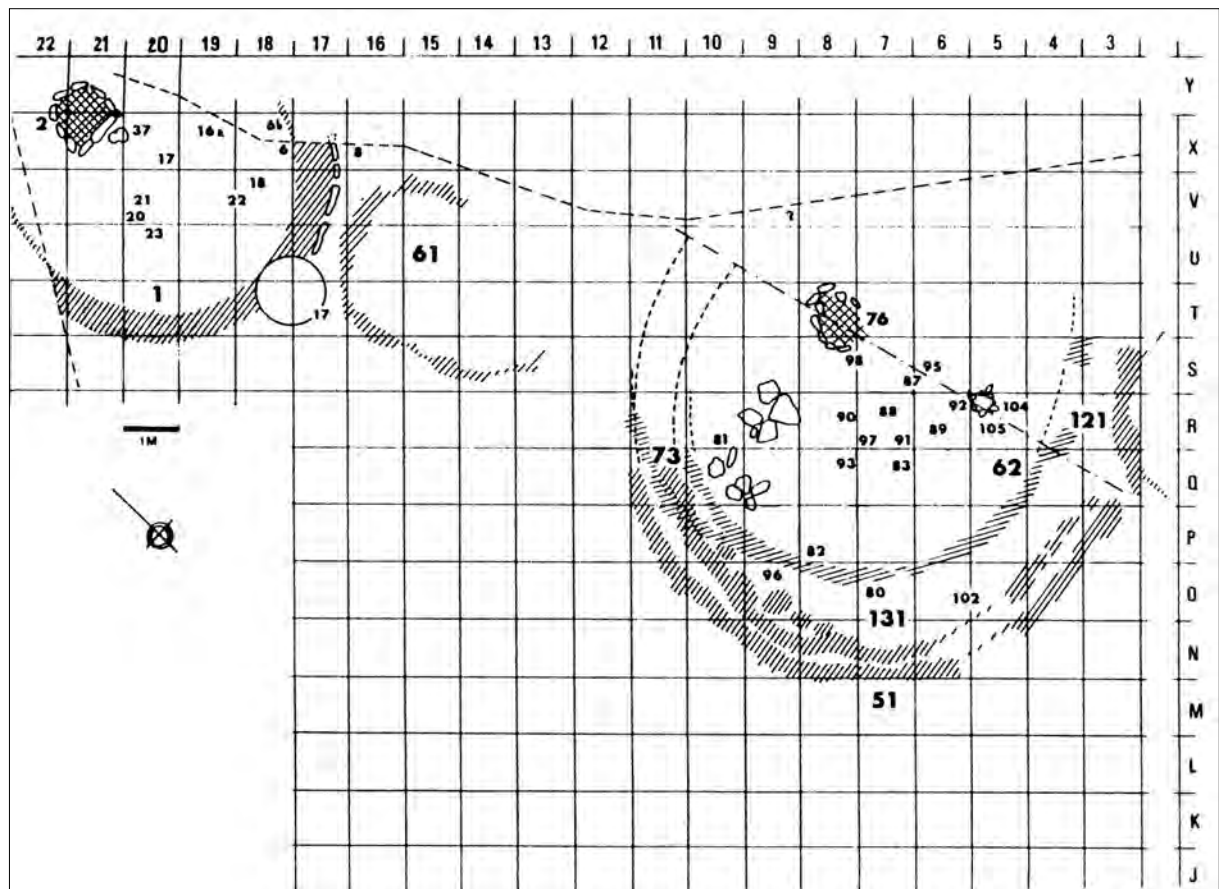 22 21 20 19 18 17 16 15 14 13 12 11 10 9 8 7 6 5 4 3
Y
2 37 16a 6b
6 8 X
17
18
21 22 V
20 ?
23
61 U
1
17 76 T
98 95 S
87
90 88 92 104
89 105 121 R
1M
81 97 91
73 93 83 62 Q
P
82
96
80 102 O
131
N
51
M
L
K
J